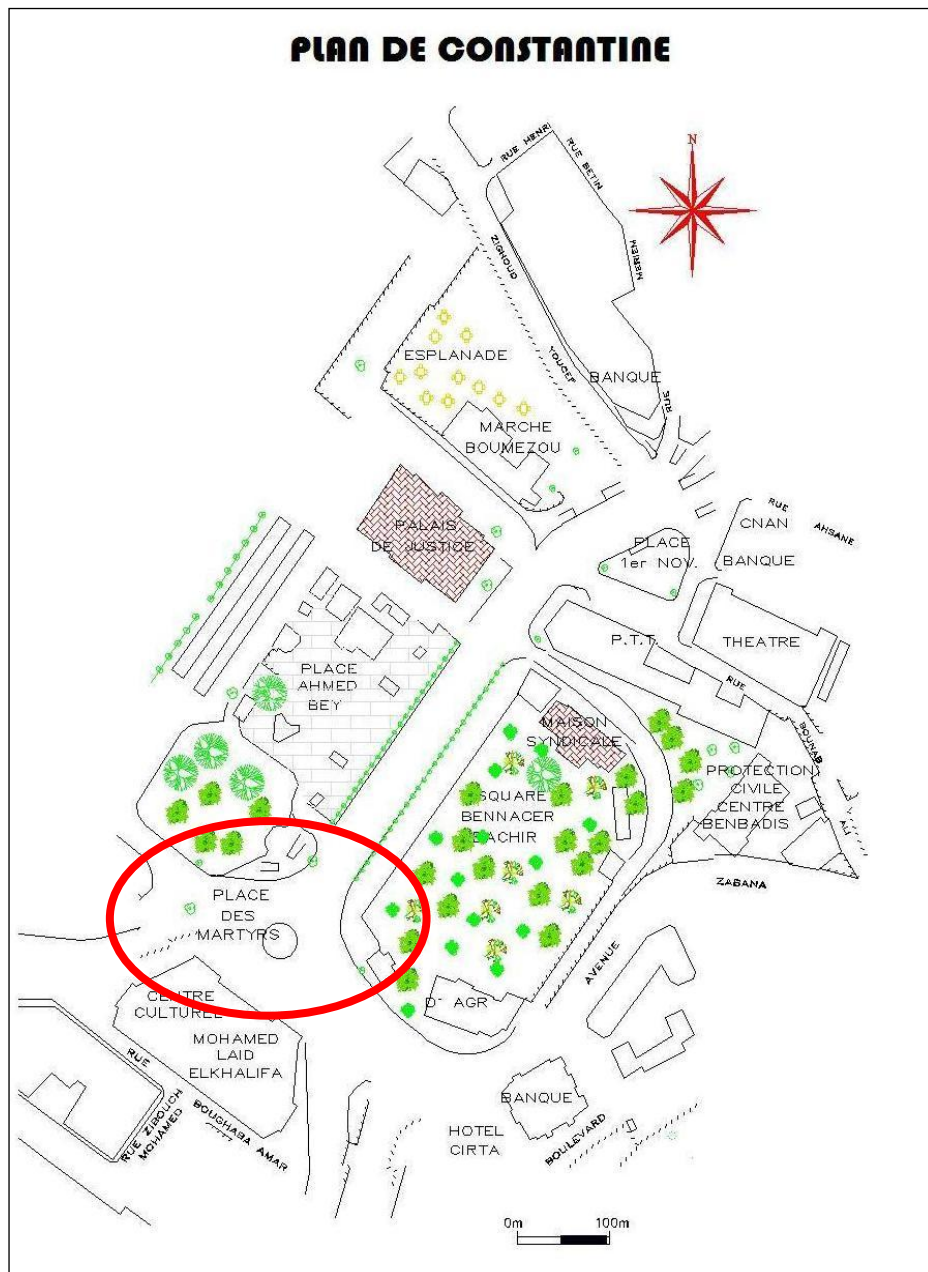 PLAN DE CONSTANTINE
N
RUE HENRI
RUE BETIN
MERIEM
RUE
ZIGHOUD
YOUCEF
ESPLANADE
BANQUE
MARCHE
BOUMEZOU
PALAIS
DE JUSTICE
PLACE
1er NOV.
CNAN
BANQUE
RUE
AHSANE
P.T.T.
THEATRE
RUE
BOUNAB
ALI
PLACE
AHMED
BEY
MAISON
SYNDICALE
SQUARE
BENNACER
BACHIR
PROTECTION
CIVILE
CENTRE
BENBADIS
ZABANA
AVENUE
PLACE
DES
MARTYRS
CENTRE
CULTUREL
MOHAMED
LAID
ELKHALIFA
D- AGR
RUE
BOUGHABA AMAR
RUE ZIBOUCH
MOHAMED
BANQUE
HOTEL
CIRTA
BOULEVARD
0m 100m